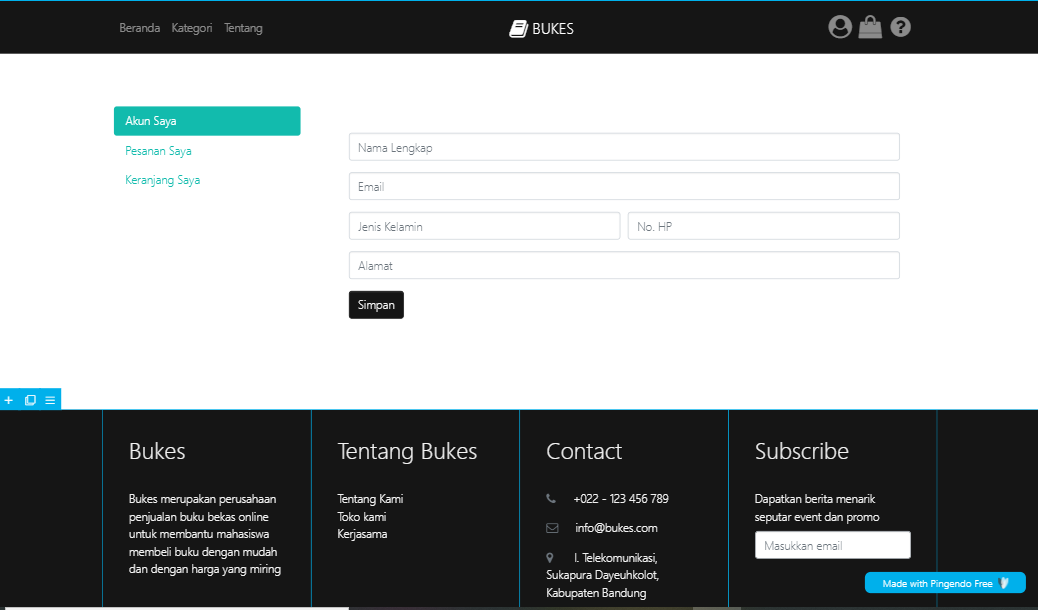 Beranda Kategori Tentang
BUKES
Akun Saya
Pesanan Saya
Keranjang Saya
Nama Lengkap
Email
Jenis Kelamin
No. HP
Alamat
Simpan
Bukes
Bukes merupakan perusahaan
penjualan buku bekas online
untuk membantu mahasiswa
membeli buku dengan mudah
dan dengan harga yang miring
Tentang Bukes
Tentang Kami
Toko kami
Kerjasama
Contact
+022 - 123 456 789
info@bukes.com
l. Telekomunikasi,
Sukapura Dayeuhkolot,
Kabupaten Bandung
Subscribe
Dapatkan berita menarik
seputar event dan promo
Masukkan email
Made with Pingendo Free